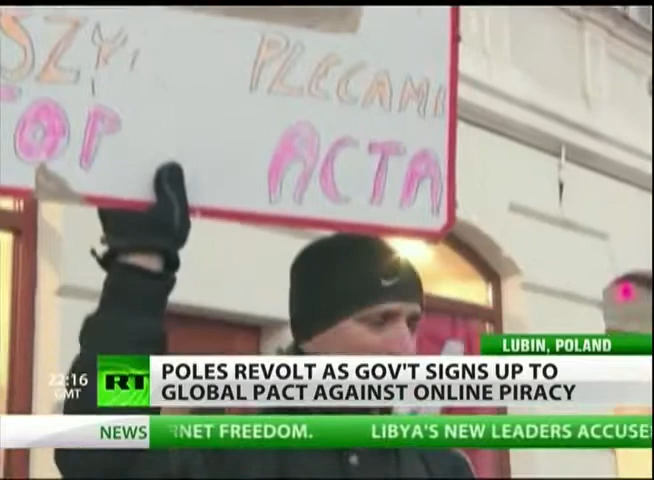 SZY!
PLECAMI
OP
ACTA
LUBIN, POLAND
22:16
GMT
RT
POLES REVOLT AS GOV'T SIGNS UP TO
GLOBAL PACT AGAINST ONLINE PIRACY
NEWS
RNET FREEDOM.
LIBYA'S NEW LEADERS ACCUSE